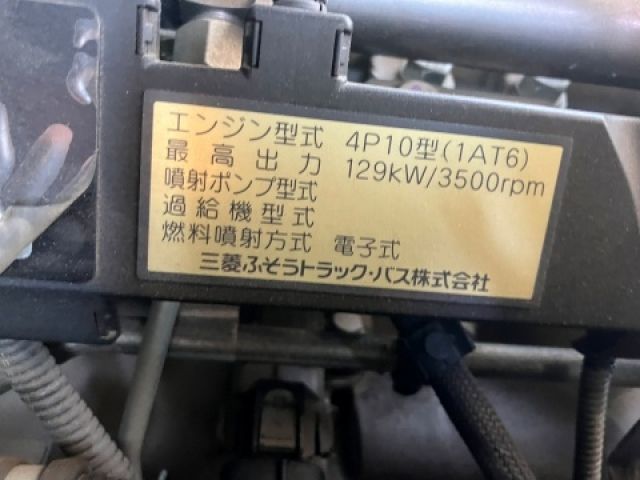 エンジン型式 4P10型(1AT6)
最高出力 129kW/3500rpm
噴射ポンプ型式
過給機型式
燃料噴射方式 電子式
三菱ふそうトラック・バス株式会社